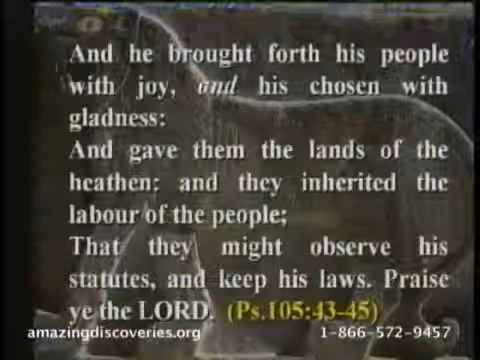 And he brought forth his people
with joy, and his chosen with
gladness:
And gave them the lands of the
heathen: and they inherited the
labour of the people;
That they might observe his
statutes, and keep his laws. Praise
ye the LORD. (Ps.105:43-45)
amazingdiscoveries.org 1-866-572-9457